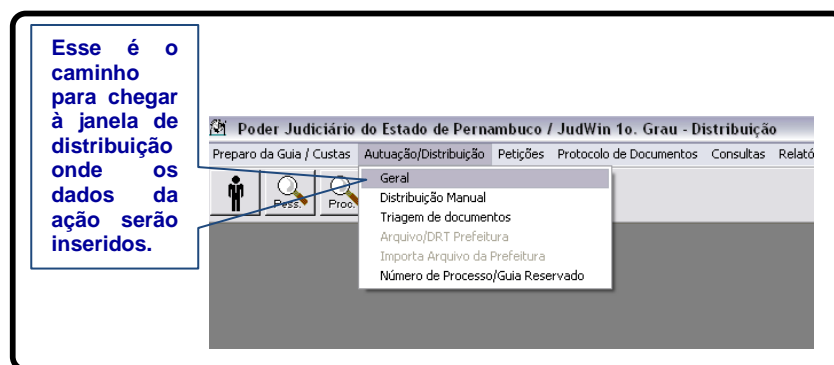 Esse é o
caminho
para chegar
à janela de
distribuição
onde os
dados da
ação serão
inseridos.
Poder Judiciário do Estado de Pernambuco / JudWin 1o. Grau - Distribuição
Preparo da Guia / Custas Autuação/Distribuição Petições Protocolo de Documentos Consultas Relató
Geral
Distribuição Manual
Triagem de documentos
Arquivo/DRT Prefeitura
Importa Arquivo da Prefeitura
Número de Processo/Guia Reservado
Pess. Proc.